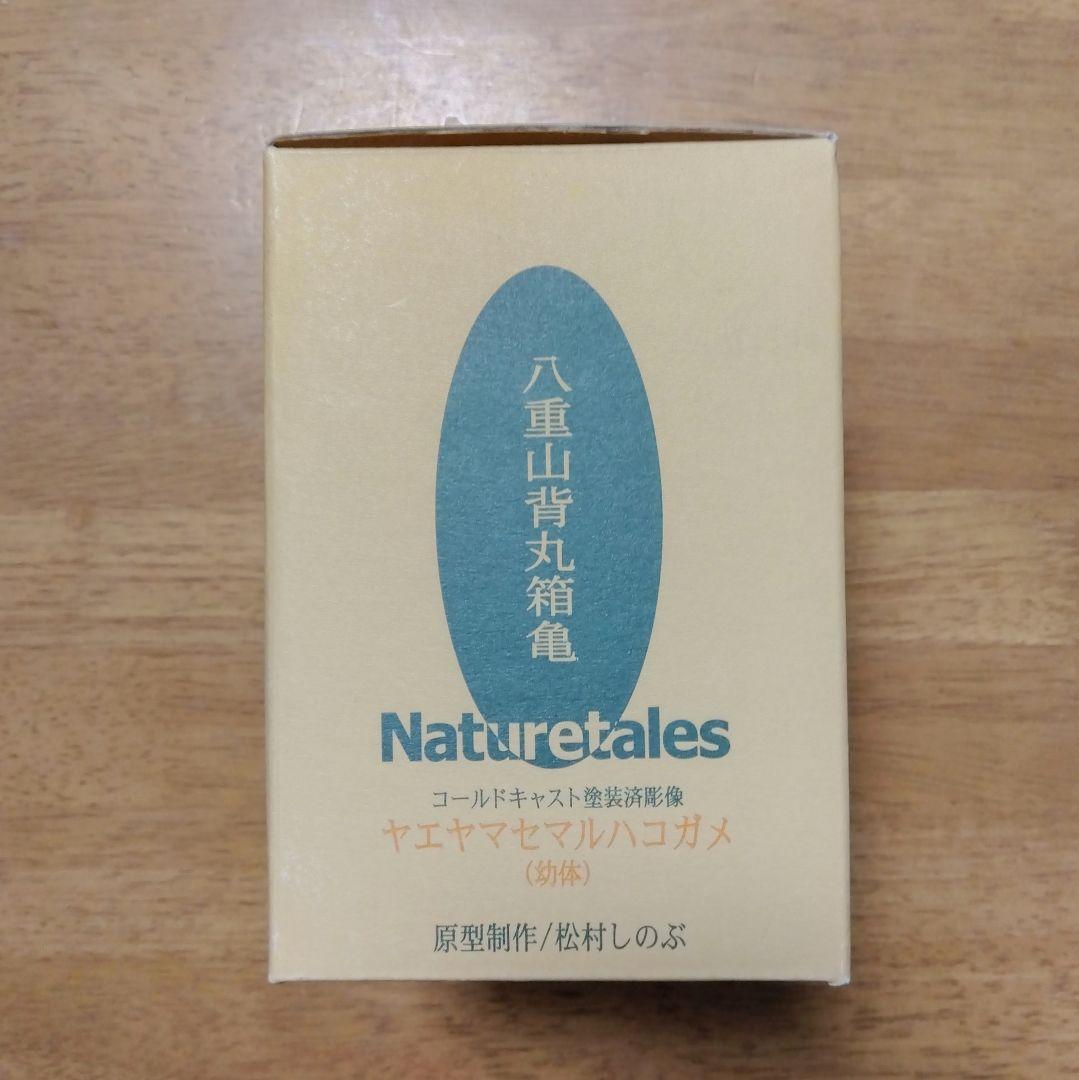 八重山背丸箱亀
Naturetales
コールドキャスト塗装済彫像
ヤエヤマセマルハコガメ
(幼体)
原型制作/松村しのぶ